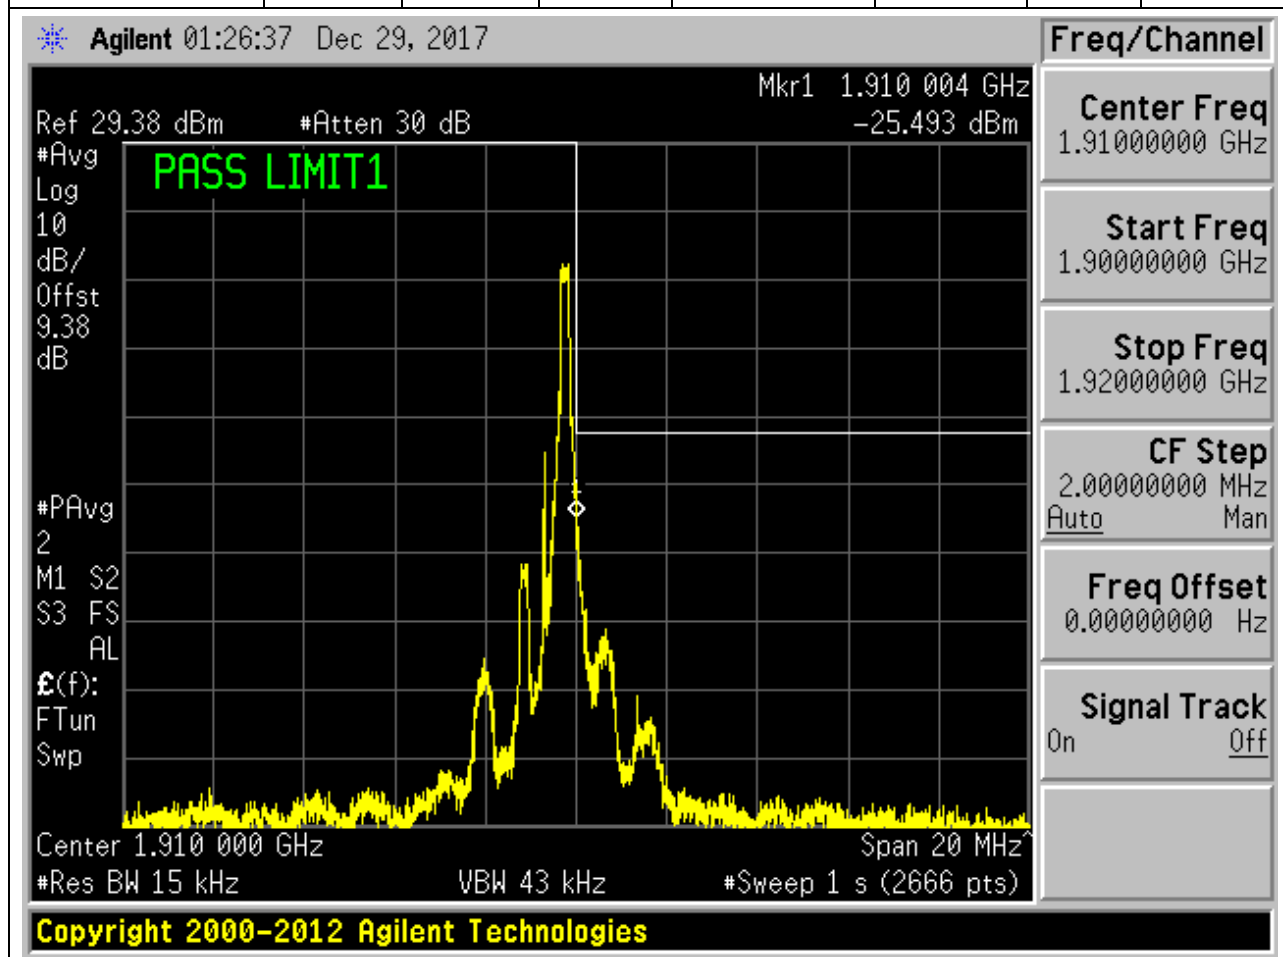 Agilent 01:26:37 Dec 29, 2017
Freq/Channel
Mkr1 1.910 004 GHz
Ref 29.38 dBm #Atten 30 dB -25.493 dBm
#Avg
Log
10
dB/
Offst
9.38
dB
PASS LIMIT1
#PAvg
2
M1 S2
S3 FS
AL
£(f):
FTun
Swp
Center 1.910 000 GHz Span 20 MHz^
#Res BW 15 kHz VBW 43 kHz #Sweep 1 s (2666 pts)
Center Freq
1.91000000 GHz
Start Freq
1.90000000 GHz
Stop Freq
1.92000000 GHz
CF Step
2.00000000 MHz
Auto Man
Freq Offset
0.00000000 Hz
Signal Track
On Off
Copyright 2000-2012 Agilent Technologies